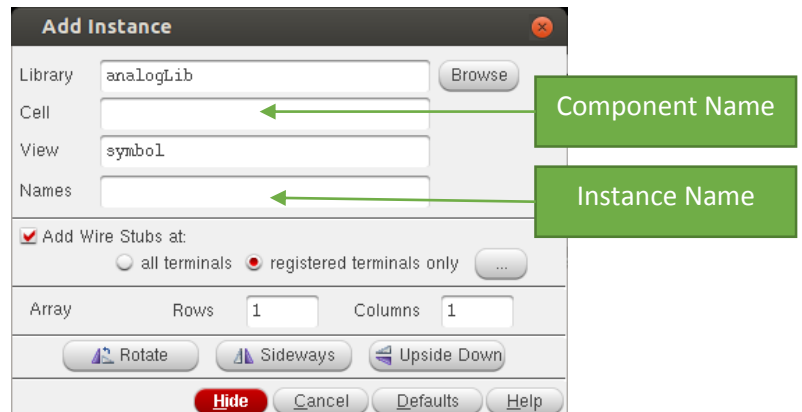 Add Instance
Library analogLib Browse
Cell
Component Name
View symbol
Names
Instance Name
Add Wire Stubs at:
all terminals registered terminals only ...
Array Rows 1 Columns 1
Rotate Sideways Upside Down
Hide Cancel Defaults Help